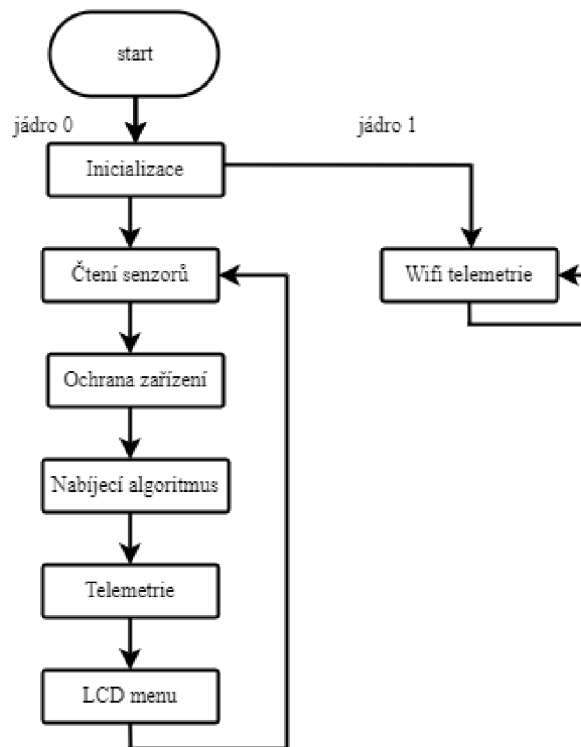 start
jádro 0
jádro 1
Inicializace
Čtení senzorů
Wifi telemetrie
Ochrana zařízení
Nabíjecí algoritmus
Telemetrie
LCD menu